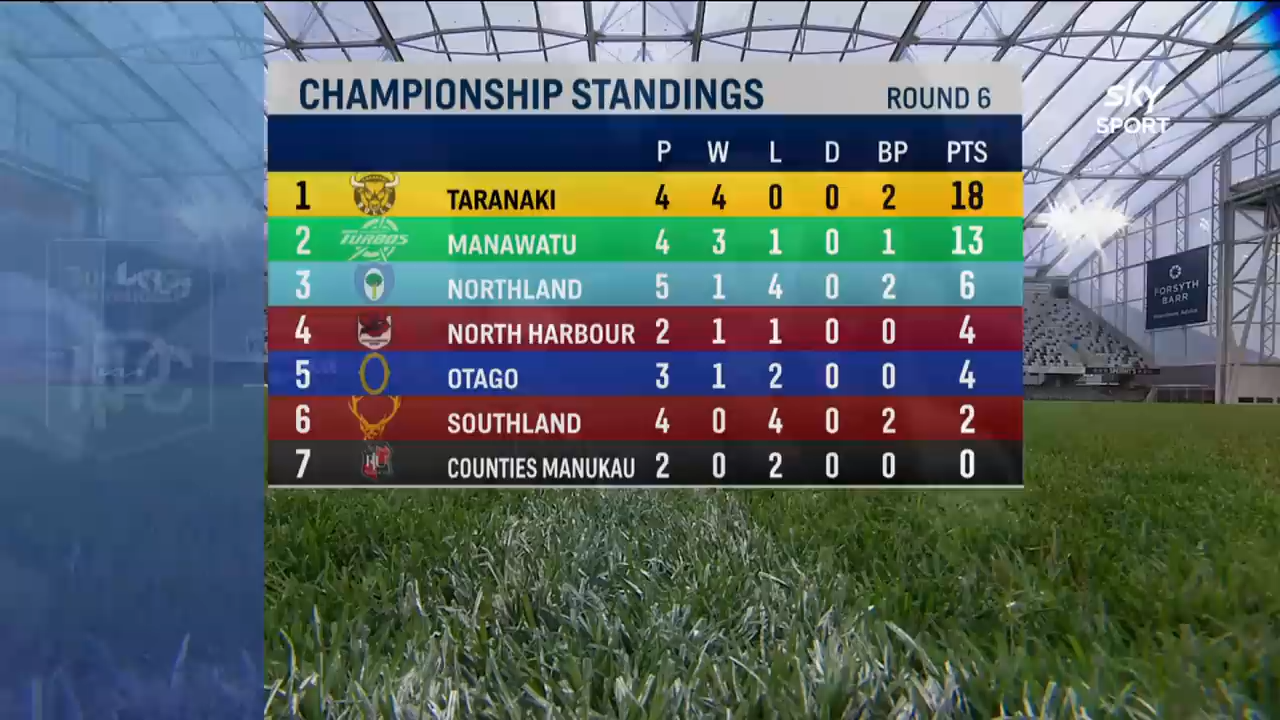 CHAMPIONSHIP STANDINGS ROUND 6
P W L D BP PTS
1 TARANAKI 4 4 0 0 2 18
2 TURBOS MANAWATU 4 3 1 0 1 13
3 NORTHLAND 5 1 4 0 2 6
4 NORTH HARBOUR 2 1 1 0 0 4
5 OTAGO 3 1 2 0 0 4
6 SOUTHLAND 4 0 4 0 2 2
7 COUNTIES MANUKAU 2 0 2 0 0 0
sky
SPORT
FORSYTH
BARR